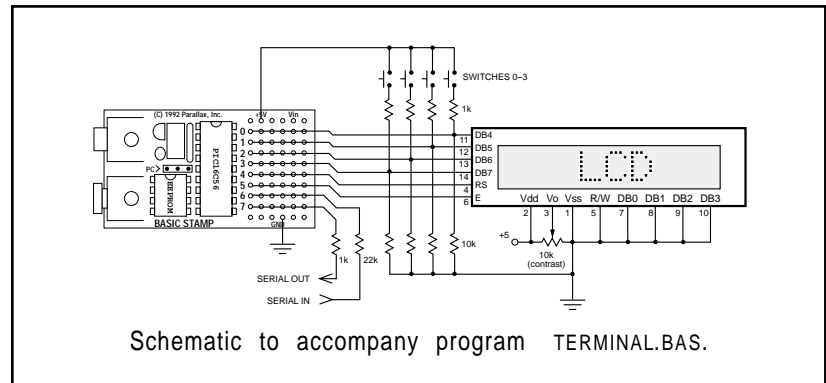 SWITCHES 0–3
(C) 1992 Parallax, Inc.
+5V
Vin
1k
0
1
2
3
4
5
6
7
PIC16C56
PC>
EEPROM
BASIC STAMP
GND
DB4
11
DB5
12
DB6
13
DB7
14
RS
4
E
6
LCD
Vdd Vo Vss R/W DB0 DB1 DB2 DB3
2 3 1 5 7 8 9 10
+5
10k
(contrast)
10k
1k
22k
SERIAL OUT
SERIAL IN
Schematic to accompany program TERMINAL.BAS.